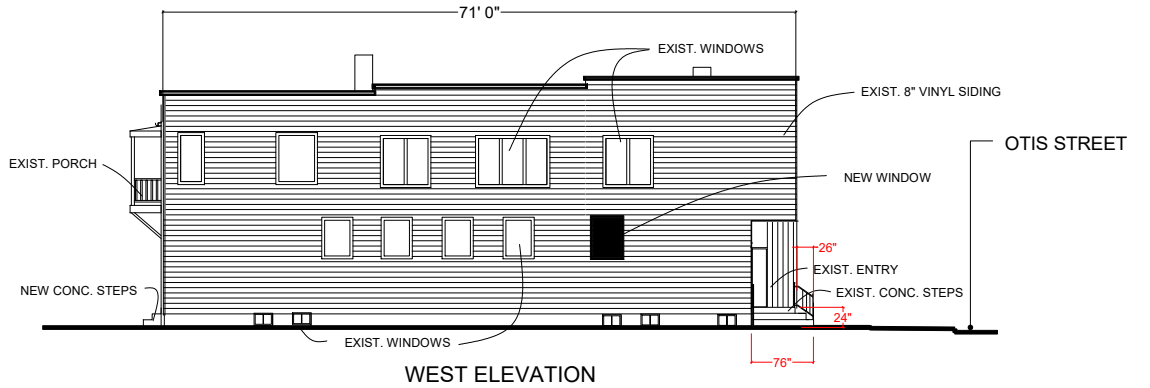 71' 0"
EXIST. WINDOWS
EXIST. 8" VINYL SIDING
OTIS STREET
EXIST. PORCH
NEW WINDOW
26"
EXIST. ENTRY
NEW CONC. STEPS
EXIST. CONC. STEPS
24"
EXIST. WINDOWS
76"
WEST ELEVATION